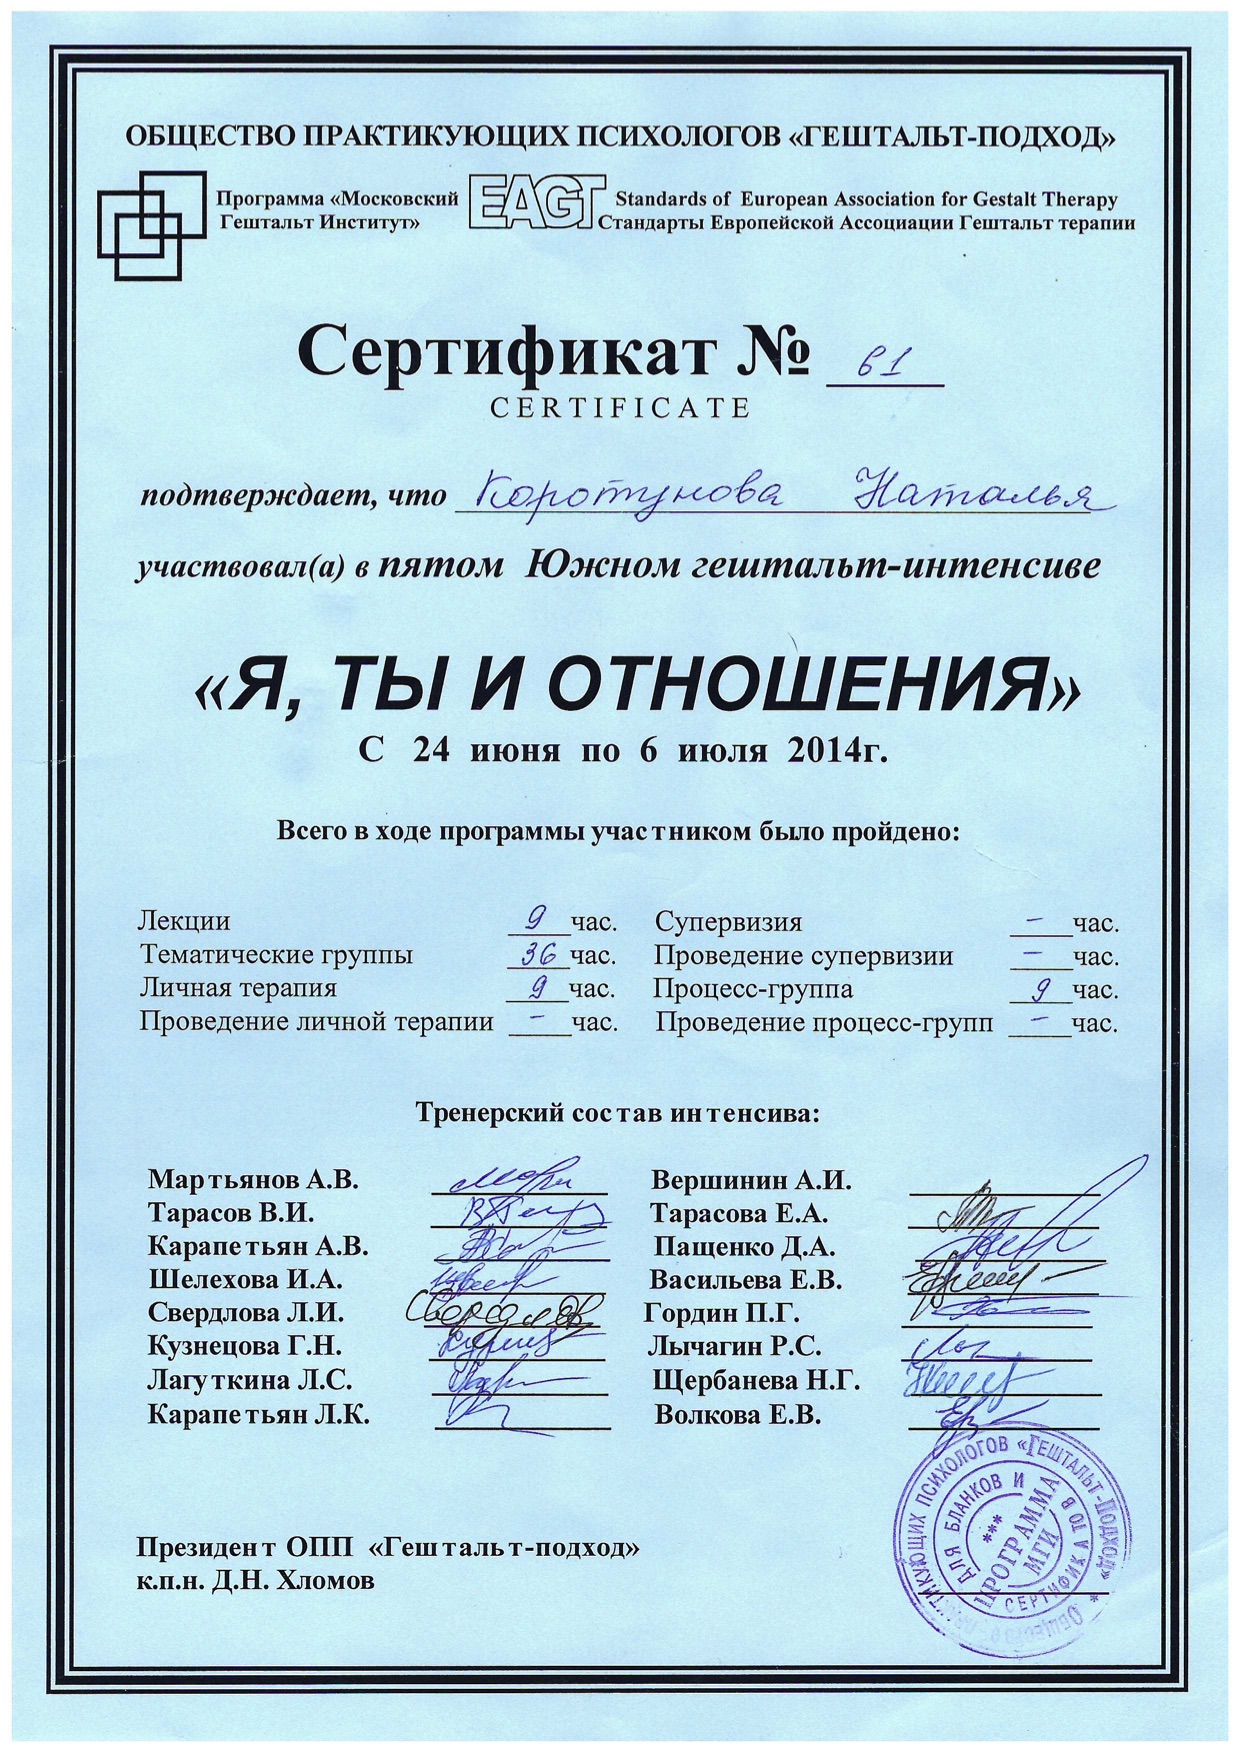 ОБЩЕСТВО ПРАКТИКУЮЩИХ ПСИХОЛОГОВ «ГЕШТАЛЬТ-ПОДХОД»
Программа «Московский Гештальт Институт»
EAGT
Standards of European Association for Gestalt Therapy
Стандарты Европейской Ассоциации Гештальт терапии
Сертификат № 61
CERTIFICATE
подтверждает, что Коротунова Наталья
участвовал(а) в пятом Южном гештальт-интенсиве
«Я, ТЫ И ОТНОШЕНИЯ»
С 24 июня по 6 июля 2014г.
Всего в ходе программы участником было пройдено:
Лекции 9 час. Супервизия – час.
Тематические группы 36 час. Проведение супервизии – час.
Личная терапия 9 час. Процесс-группа 9 час.
Проведение личной терапии – час. Проведение процесс-групп – час.
Тренерский состав интенсива:
Мартьянов А.В. Вершинин А.И.
Тарасов В.И. Тарасова Е.А.
Карапетьян А.В. Пащенко Д.А.
Шелехова И.А. Васильева Е.В.
Свердлова Л.И. Гордин П.Г.
Кузнецова Г.Н. Лычагин Р.С.
Лагуткина Л.С. Щербанева Н.Г.
Карапетьян Л.К. Волкова Е.В.
Президент ОПП «Гештальт-подход»
к.п.н. Д.Н. Хломов
ПСИХОЛОГОВ «ГЕШТАЛЬТ-ПОДХОД» * ОБЩЕСТВО
ДЛЯ БЛАНКОВ И СЕРТИФИКАТОВ
***
ПРОГРАММА
МГИ